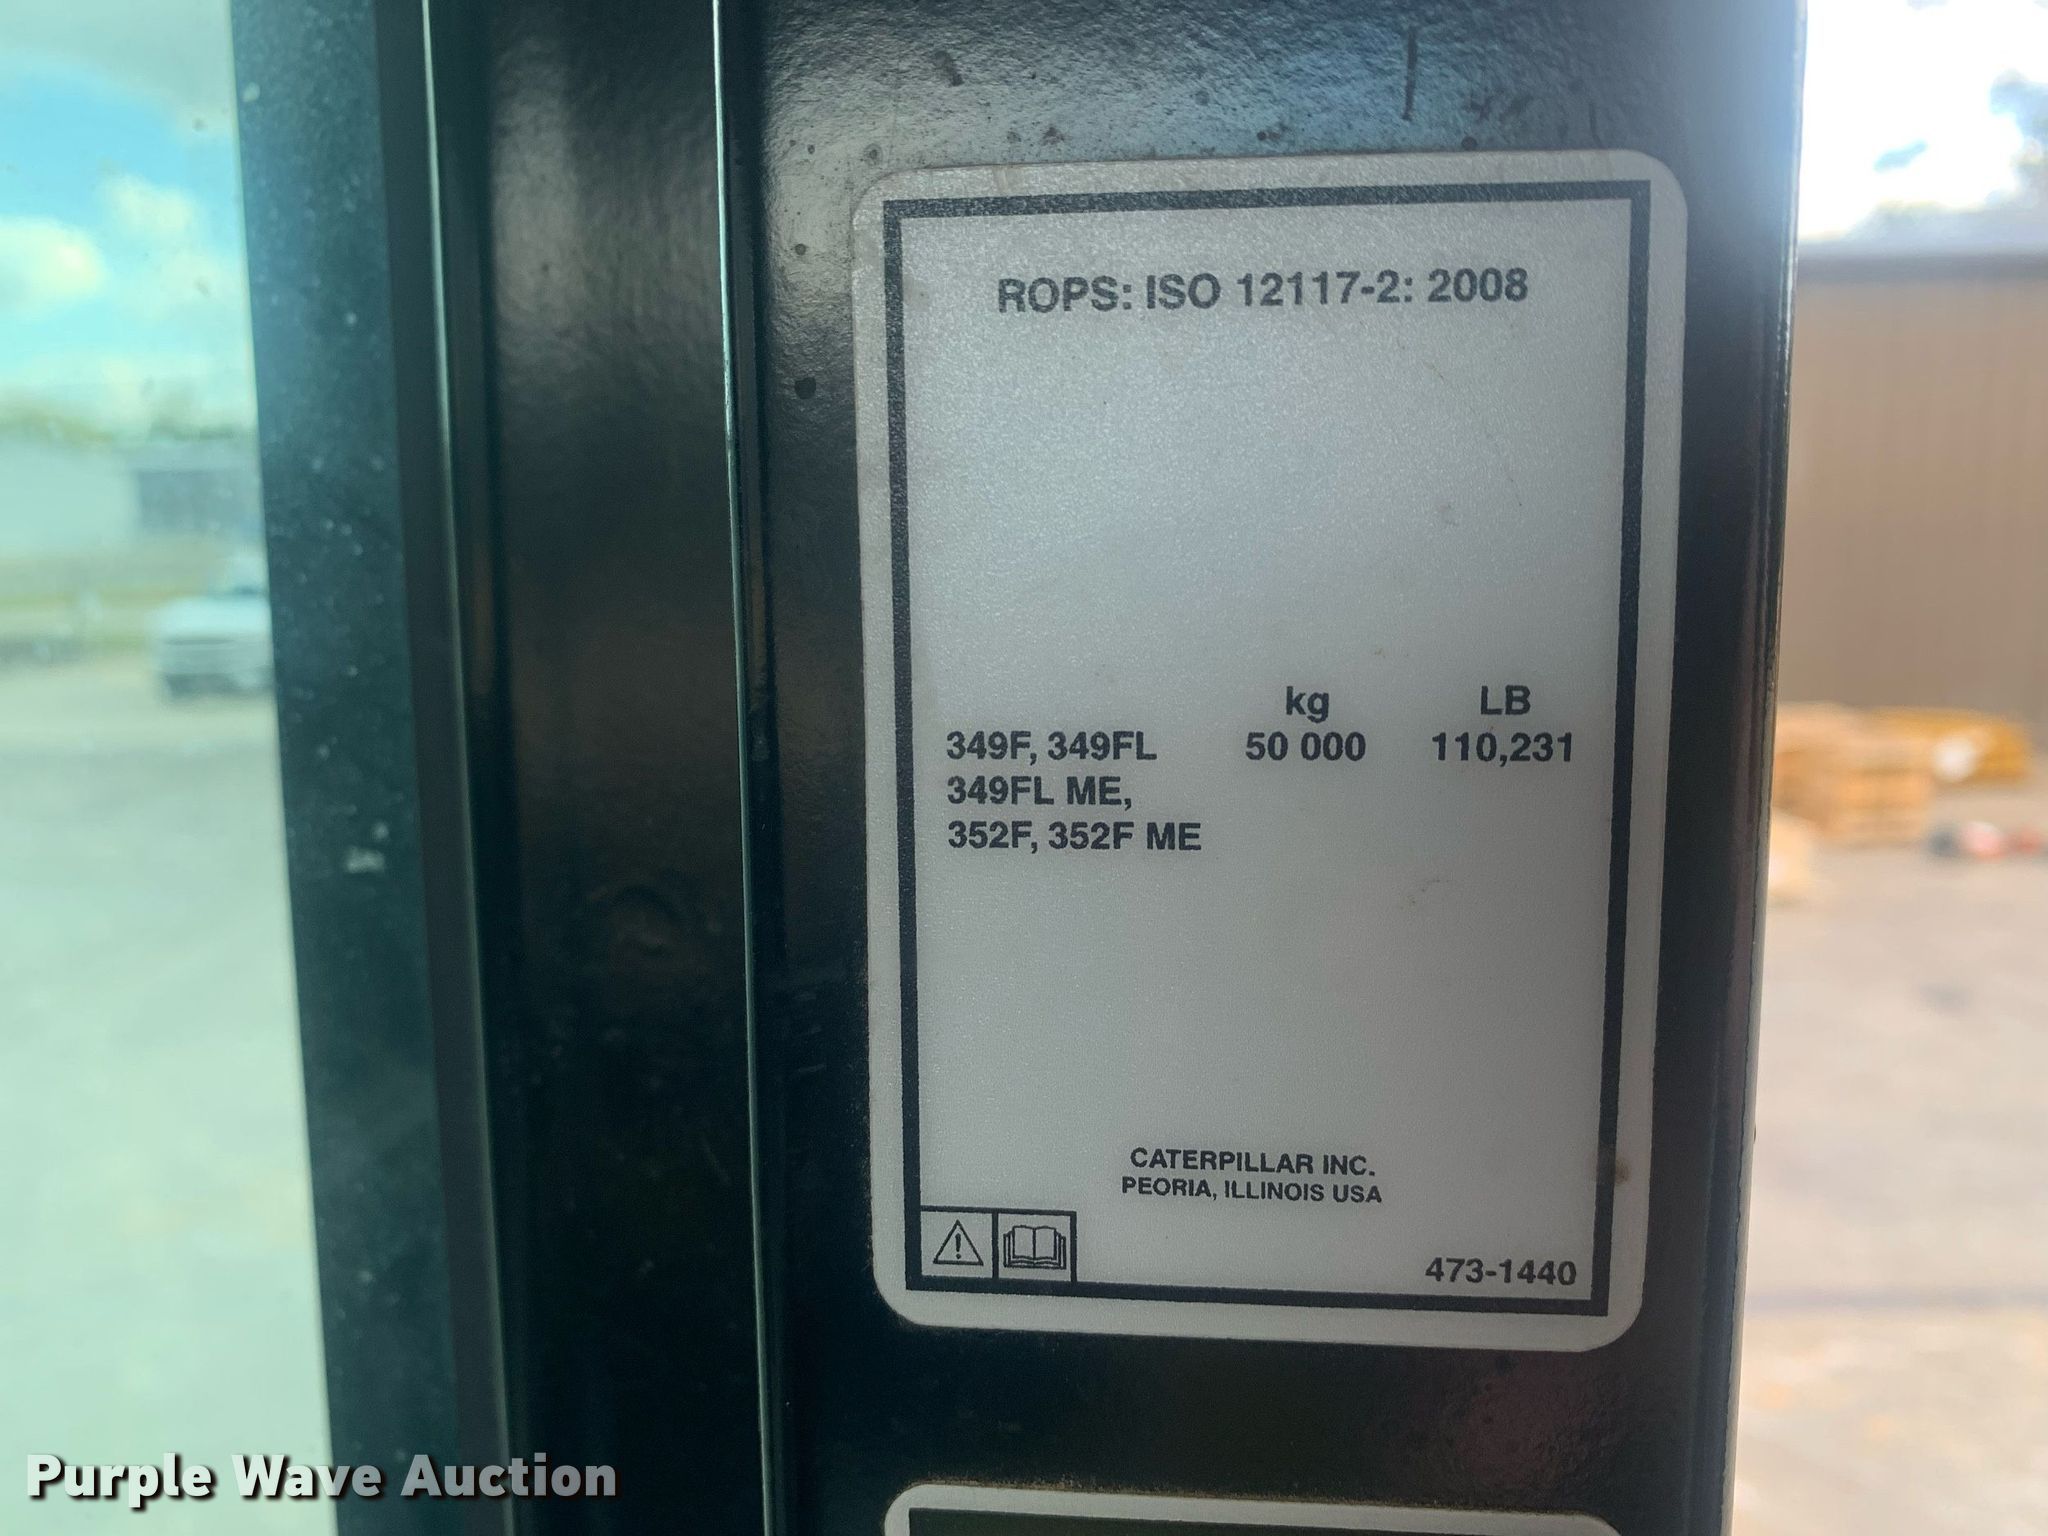 ROPS: ISO 12117-2: 2008
kg LB
349F, 349FL 50 000 110,231
349FL ME,
352F, 352F ME
CATERPILLAR INC.
PEORIA, ILLINOIS USA
473-1440
Purple Wave Auction